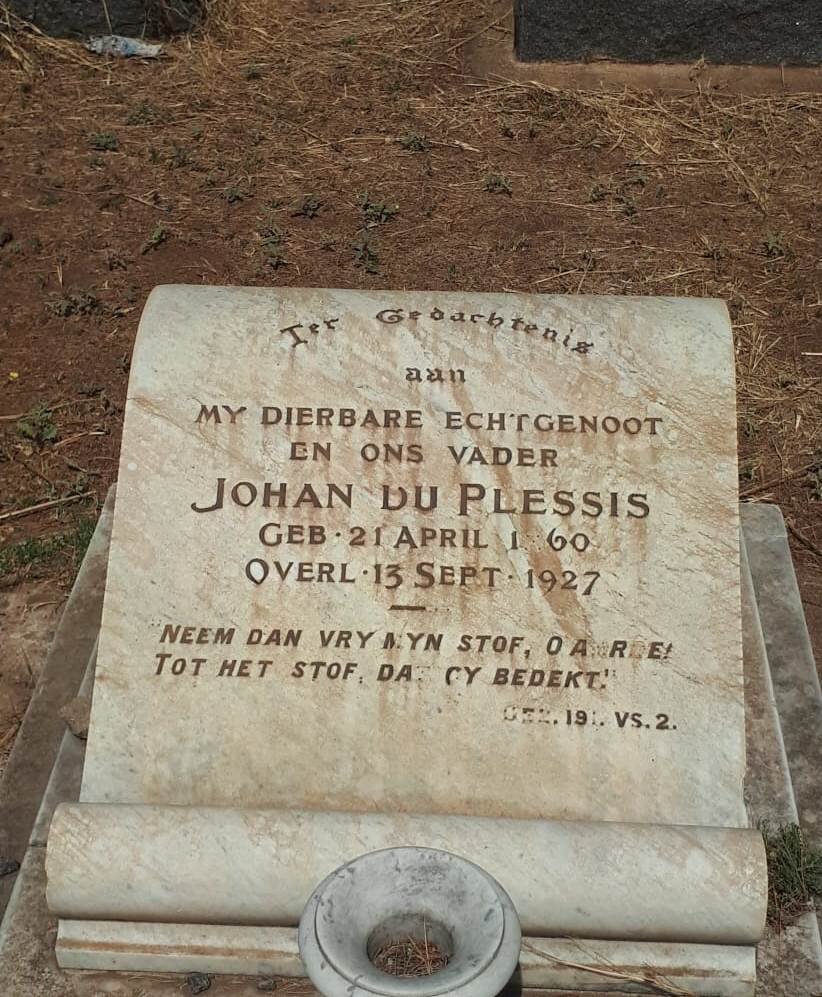 Ter Gedachtenis
aan
MY DIERBARE ECHTGENOOT
EN ONS VADER
JOHAN DU PLESSIS
GEB · 21 APRIL
OVERL · 13 SEPT · 1927
"NEEM DAN VRY MYN STOF, O
TOT HET STOF, BEDEKT."
VS. 2.